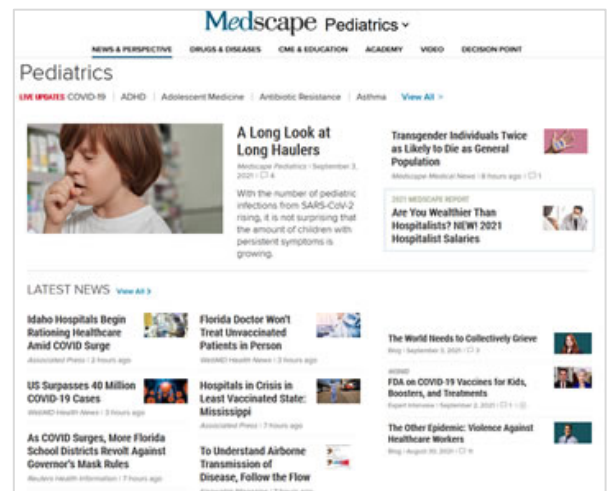 Medscape Pediatrics
NEWS & PERSPECTIVE DRUGS & DISEASES CME & EDUCATION ACADEMY VIDEO DECISION POINT
Pediatrics
LIVE UPDATES COVID-19 | ADHD | Adolescent Medicine | Antibiotic Resistance | Asthma View All >
A Long Look at
Long Haulers
Medscape Pediatrics | September 3,
2021 | 4
With the number of pediatric
infections from SARS-CoV-2
rising, it is not surprising that
the amount of children with
persistent symptoms is
growing.
Transgender Individuals Twice
as Likely to Die as General
Population
Medscape Medical News | 8 hours ago | 1
2021 MEDSCAPE REPORT
Are You Wealthier Than
Hospitalists? NEW! 2021
Hospitalist Salaries
LATEST NEWS View All >
Idaho Hospitals Begin
Rationing Healthcare
Amid COVID Surge
Associated Press | 2 hours ago
US Surpasses 40 Million
COVID-19 Cases
WebMD Health News | 3 hours ago
As COVID Surges, More Florida
School Districts Revolt Against
Governor's Mask Rules
Reuters Health Information | 7 hours ago
Florida Doctor Won't
Treat Unvaccinated
Patients in Person
WebMD Health News | 3 hours ago
Hospitals in Crisis in
Least Vaccinated State:
Mississippi
Associated Press | 7 hours ago
To Understand Airborne
Transmission of
Disease, Follow the Flow
The World Needs to Collectively Grieve
Blog | September 3, 2021 | 3
WEBMD
FDA on COVID-19 Vaccines for Kids,
Boosters, and Treatments
Expert Interview | September 2, 2021 | 1
The Other Epidemic: Violence Against
Healthcare Workers
Blog | August 30, 2021